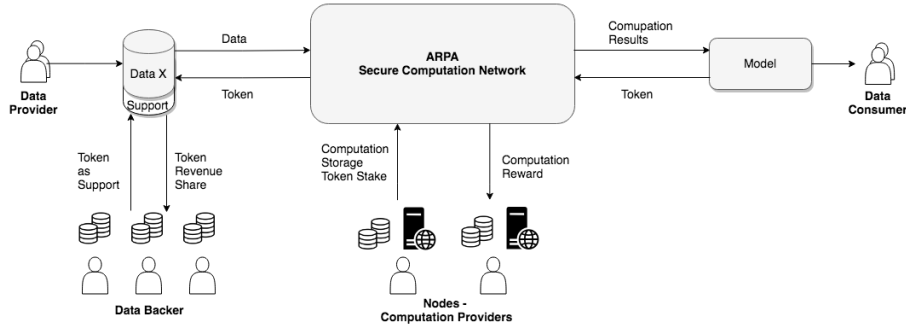 Data
Comupation
Results
ARPA
Secure Computation Network
Data X
Model
Token
Token
Support
Data
Provider
Data
Consumer
Token
as
Support
Token
Revenue
Share
Computation
Storage
Token Stake
Computation
Reward
Data Backer
Nodes -
Computation Providers